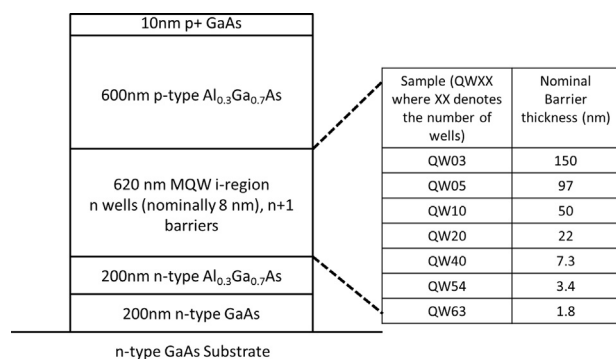 10nm p+ GaAs
600nm p-type Al₀.₃Ga₀.₇As
620 nm MQW i-region
n wells (nominally 8 nm), n+1
barriers
200nm n-type Al₀.₃Ga₀.₇As
200nm n-type GaAs
n-type GaAs Substrate
Sample (QWXX
where XX denotes
the number of
wells)
Nominal
Barrier
thickness (nm)
QW03 150
QW05 97
QW10 50
QW20 22
QW40 7.3
QW54 3.4
QW63 1.8